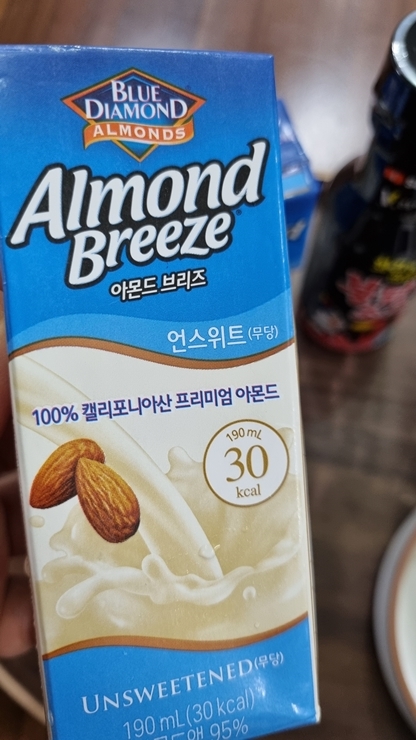 BLUE
DIAMOND
ALMONDS
Almond
Breeze
아몬드 브리즈
언스위트 (무당)
100% 캘리포니아산 프리미엄 아몬드
190 mL
30
kcal
UNSWEETENED (무당)
190 mL (30 kcal)
95%